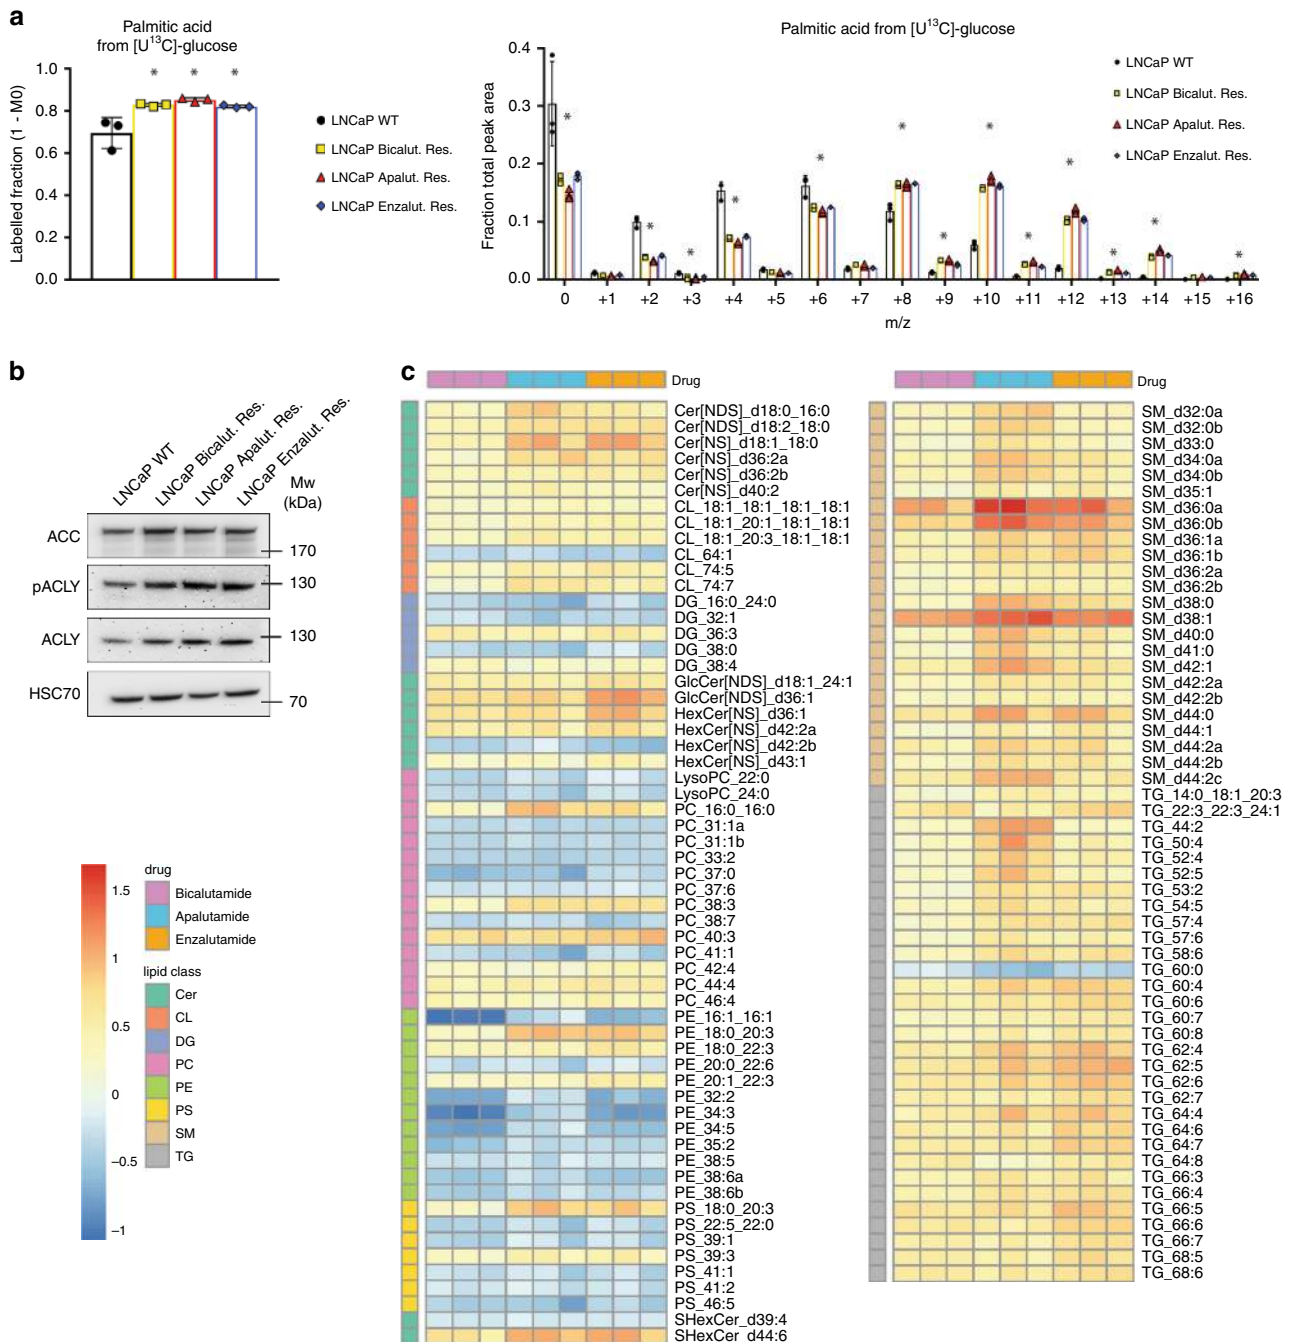 a
Palmitic acid
from [U13C]-glucose
Labelled fraction (1 - M0)
1.0
0.8
0.6
0.4
0.2
0.0
* * *
LNCaP WT
LNCaP Bicalut. Res.
LNCaP Apalut. Res.
LNCaP Enzalut. Res.
Palmitic acid from [U13C]-glucose
Fraction total peak area
0.4
0.3
0.2
0.1
0.0
* * * * * * * * * * * * *
0 +1 +2 +3 +4 +5 +6 +7 +8 +9 +10 +11 +12 +13 +14 +15 +16
m/z
LNCaP WT
LNCaP Bicalut. Res.
LNCaP Apalut. Res.
LNCaP Enzalut. Res.
b
LNCaP WT
LNCaP Bicalut. Res.
LNCaP Apalut. Res.
LNCaP Enzalut. Res.
Mw
(kDa)
ACC
170
pACLY
130
ACLY
130
HSC70
70
1.5
1
0.5
0
−0.5
−1
drug
Bicalutamide
Apalutamide
Enzalutamide
lipid class
Cer
CL
DG
PC
PE
PS
SM
TG
c
Drug
Cer[NDS]_d18:0_16:0
Cer[NDS]_d18:2_18:0
Cer[NS]_d18:1_18:0
Cer[NS]_d36:2a
Cer[NS]_d36:2b
Cer[NS]_d40:2
CL_18:1_18:1_18:1_18:1
CL_18:1_20:1_18:1_18:1
CL_18:1_20:3_18:1_18:1
CL_64:1
CL_74:5
CL_74:7
DG_16:0_24:0
DG_32:1
DG_36:3
DG_38:0
DG_38:4
GlcCer[NDS]_d18:1_24:1
GlcCer[NDS]_d36:1
HexCer[NS]_d36:1
HexCer[NS]_d42:2a
HexCer[NS]_d42:2b
HexCer[NS]_d43:1
LysoPC_22:0
LysoPC_24:0
PC_16:0_16:0
PC_31:1a
PC_31:1b
PC_33:2
PC_37:0
PC_37:6
PC_38:3
PC_38:7
PC_40:3
PC_41:1
PC_42:4
PC_44:4
PC_46:4
PE_16:1_16:1
PE_18:0_20:3
PE_18:0_22:3
PE_20:0_22:6
PE_20:1_22:3
PE_32:2
PE_34:3
PE_34:5
PE_35:2
PE_38:5
PE_38:6a
PE_38:6b
PS_18:0_20:3
PS_22:5_22:0
PS_39:1
PS_39:3
PS_41:1
PS_41:2
PS_46:5
SHexCer_d39:4
SHexCer_d44:6
Drug
SM_d32:0a
SM_d32:0b
SM_d33:0
SM_d34:0a
SM_d34:0b
SM_d35:1
SM_d36:0a
SM_d36:0b
SM_d36:1a
SM_d36:1b
SM_d36:2a
SM_d36:2b
SM_d38:0
SM_d38:1
SM_d40:0
SM_d41:0
SM_d42:1
SM_d42:2a
SM_d42:2b
SM_d44:0
SM_d44:1
SM_d44:2a
SM_d44:2b
SM_d44:2c
TG_14:0_18:1_20:3
TG_22:3_22:3_24:1
TG_44:2
TG_50:4
TG_52:4
TG_52:5
TG_53:2
TG_54:5
TG_57:4
TG_57:6
TG_58:6
TG_60:0
TG_60:4
TG_60:6
TG_60:7
TG_60:8
TG_62:4
TG_62:5
TG_62:6
TG_62:7
TG_64:4
TG_64:6
TG_64:7
TG_64:8
TG_66:3
TG_66:4
TG_66:5
TG_66:6
TG_66:7
TG_68:5
TG_68:6